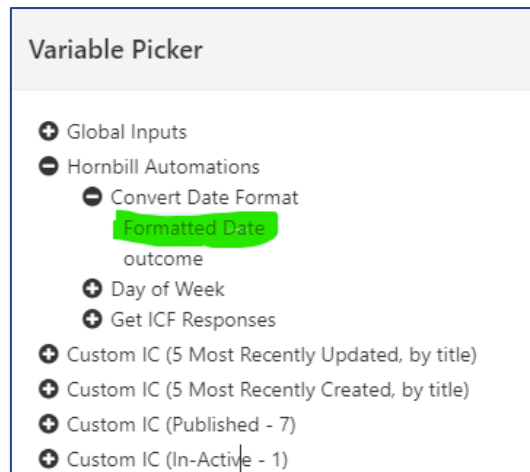 Variable Picker
Global Inputs
Hornbill Automations
Convert Date Format
Formatted Date
outcome
Day of Week
Get ICF Responses
Custom IC (5 Most Recently Updated, by title)
Custom IC (5 Most Recently Created, by title)
Custom IC (Published - 7)
Custom IC (In-Active - 1)